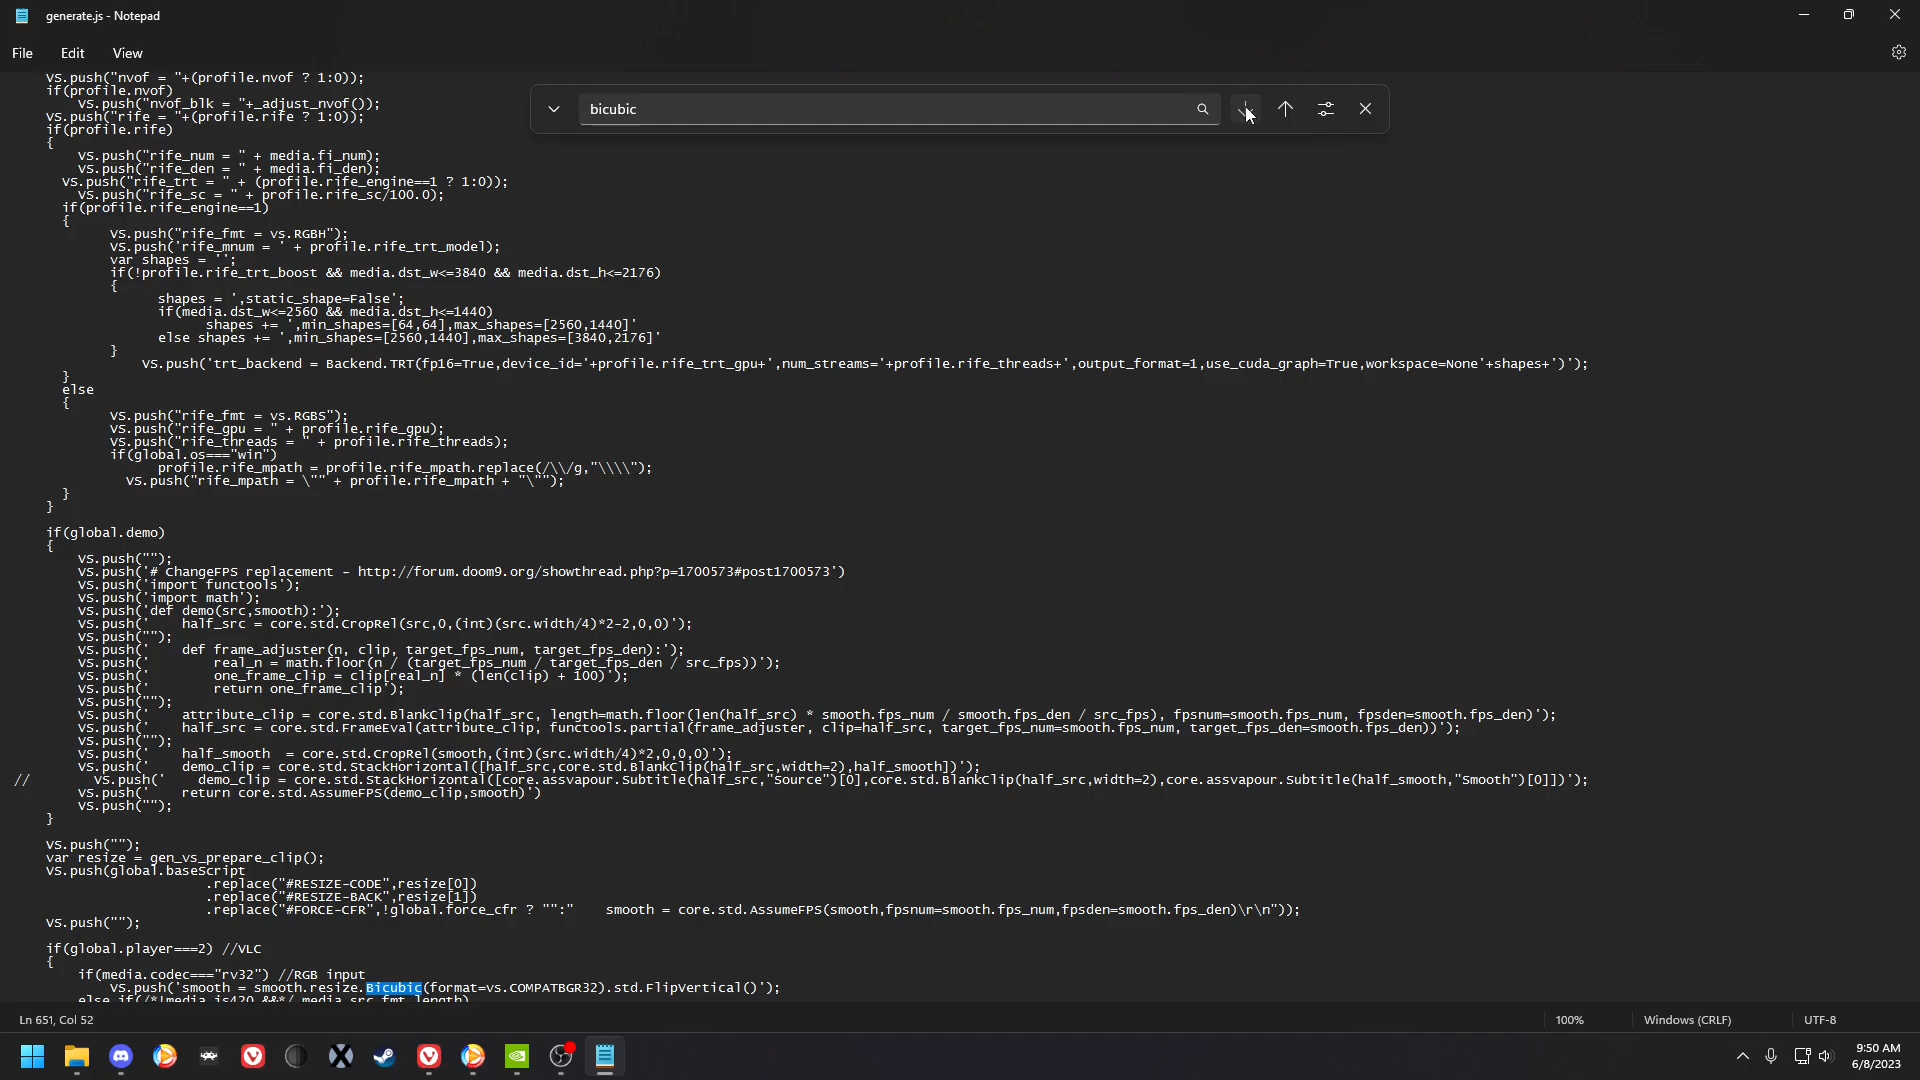 generate.js - Notepad
File Edit View
bicubic
VS.push("nvof = "+(profile.nvof ? 1:0));
if(profile.nvof)
VS.push("nvof_blk = "+_adjust_nvof());
VS.push("rife = "+(profile.rife ? 1:0));
if(profile.rife)
{
VS.push("rife_num = " + media.fi_num);
VS.push("rife_den = " + media.fi_den);
VS.push("rife_trt = " + (profile.rife_engine==1 ? 1:0));
VS.push("rife_sc = " + profile.rife_sc/100.0);
if(profile.rife_engine==1)
{
VS.push("rife_fmt = vs.RGBH");
VS.push('rife_mnum = ' + profile.rife_trt_model);
var shapes = '';
if(!profile.rife_trt_boost && media.dst_w<=3840 && media.dst_h<=2176)
{
shapes = ',static_shape=False';
if(media.dst_w<=2560 && media.dst_h<=1440)
shapes += ',min_shapes=[64,64],max_shapes=[2560,1440]'
else shapes += ',min_shapes=[2560,1440],max_shapes=[3840,2176]'
}
VS.push('trt_backend = Backend.TRT(fp16=True,device_id='+profile.rife_trt_gpu+',num_streams='+profile.rife_threads+',output_format=1,use_cuda_graph=True,workspace=None'+shapes+')');
}
else
{
VS.push("rife_fmt = vs.RGBS");
VS.push("rife_gpu = " + profile.rife_gpu);
VS.push("rife_threads = " + profile.rife_threads);
if(global.os==="win")
profile.rife_mpath = profile.rife_mpath.replace(/\\/g,"\\\\");
VS.push("rife_mpath = \"" + profile.rife_mpath + "\"");
}
}
if(global.demo)
{
VS.push("");
VS.push('# ChangeFPS replacement - http://forum.doom9.org/showthread.php?p=1700573#post1700573')
VS.push('import functools');
VS.push('import math');
VS.push('def demo(src,smooth):');
VS.push('    half_src = core.std.CropRel(src,0,(int)(src.width/4)*2-2,0,0)');
VS.push("");
VS.push('    def frame_adjuster(n, clip, target_fps_num, target_fps_den):');
VS.push('        real_n = math.floor(n / (target_fps_num / target_fps_den / src_fps))');
VS.push('        one_frame_clip = clip[real_n] * (len(clip) + 100)');
VS.push('        return one_frame_clip');
VS.push("");
VS.push('    attribute_clip = core.std.BlankClip(half_src, length=math.floor(len(half_src) * smooth.fps_num / smooth.fps_den / src_fps), fpsnum=smooth.fps_num, fpsden=smooth.fps_den)');
VS.push('    half_src = core.std.FrameEval(attribute_clip, functools.partial(frame_adjuster, clip=half_src, target_fps_num=smooth.fps_num, target_fps_den=smooth.fps_den))');
VS.push("");
VS.push('    half_smooth  = core.std.CropRel(smooth,(int)(src.width/4)*2,0,0,0)');
VS.push('    demo_clip = core.std.StackHorizontal([half_src,core.std.BlankClip(half_src,width=2),half_smooth])');
// VS.push('    demo_clip = core.std.StackHorizontal([core.assvapour.Subtitle(half_src,"Source")[0],core.std.BlankClip(half_src,width=2),core.assvapour.Subtitle(half_smooth,"Smooth")[0]])');
VS.push('    return core.std.AssumeFPS(demo_clip,smooth)')
VS.push("");
}
VS.push("");
var resize = gen_vs_prepare_clip();
VS.push(global.baseScript
.replace("#RESIZE-CODE",resize[0])
.replace("#RESIZE-BACK",resize[1])
.replace("#FORCE-CFR",!global.force_cfr ? "":"    smooth = core.std.AssumeFPS(smooth,fpsnum=smooth.fps_num,fpsden=smooth.fps_den)\r\n"));
VS.push("");
if(global.player===2) //VLC
{
if(media.codec==="rv32") //RGB input
VS.push('smooth = smooth.resize.Bicubic(format=vs.COMPATBGR32).std.FlipVertical()');
else if(/*!media.is420 &&*/ media.src_fmt.length)
Ln 651, Col 52
100%
Windows (CRLF)
UTF-8
9:50 AM
6/8/2023